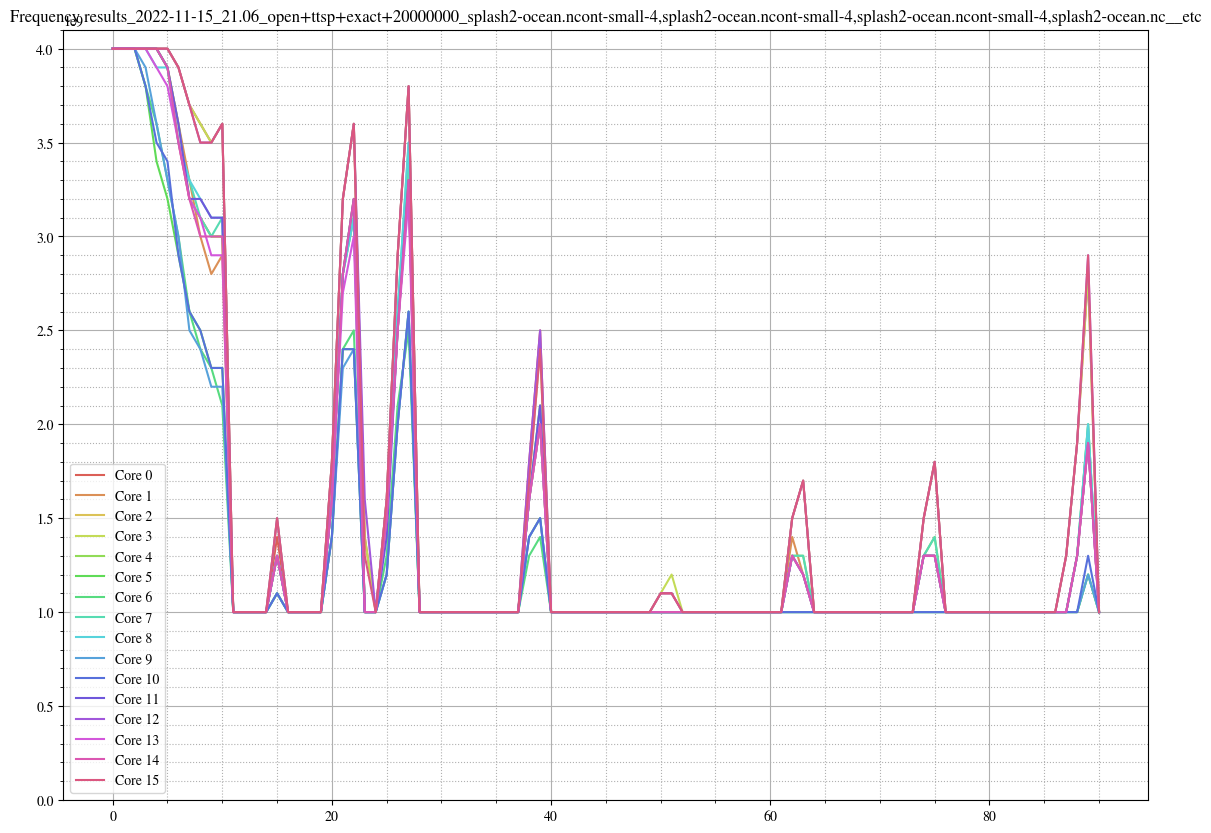 Frequency results_2022-11-15_21.06_open+ttsp+exact+20000000_splash2-ocean.ncont-small-4,splash2-ocean.ncont-small-4,splash2-ocean.ncont-small-4,splash2-ocean.nc__etc
1e9
4.0
3.5
3.0
2.5
2.0
1.5
1.0
0.5
0.0
Core 0
Core 1
Core 2
Core 3
Core 4
Core 5
Core 6
Core 7
Core 8
Core 9
Core 10
Core 11
Core 12
Core 13
Core 14
Core 15
0
20
40
60
80